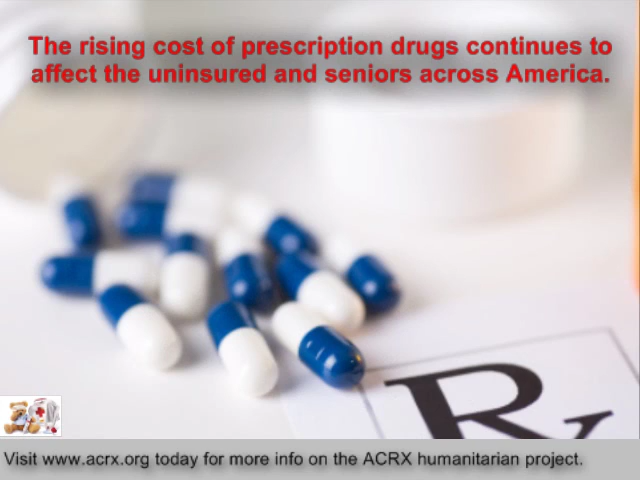 The rising cost of prescription drugs continues to
affect the uninsured and seniors across America.
R
Visit www.acrx.org today for more info on the ACRX humanitarian project.